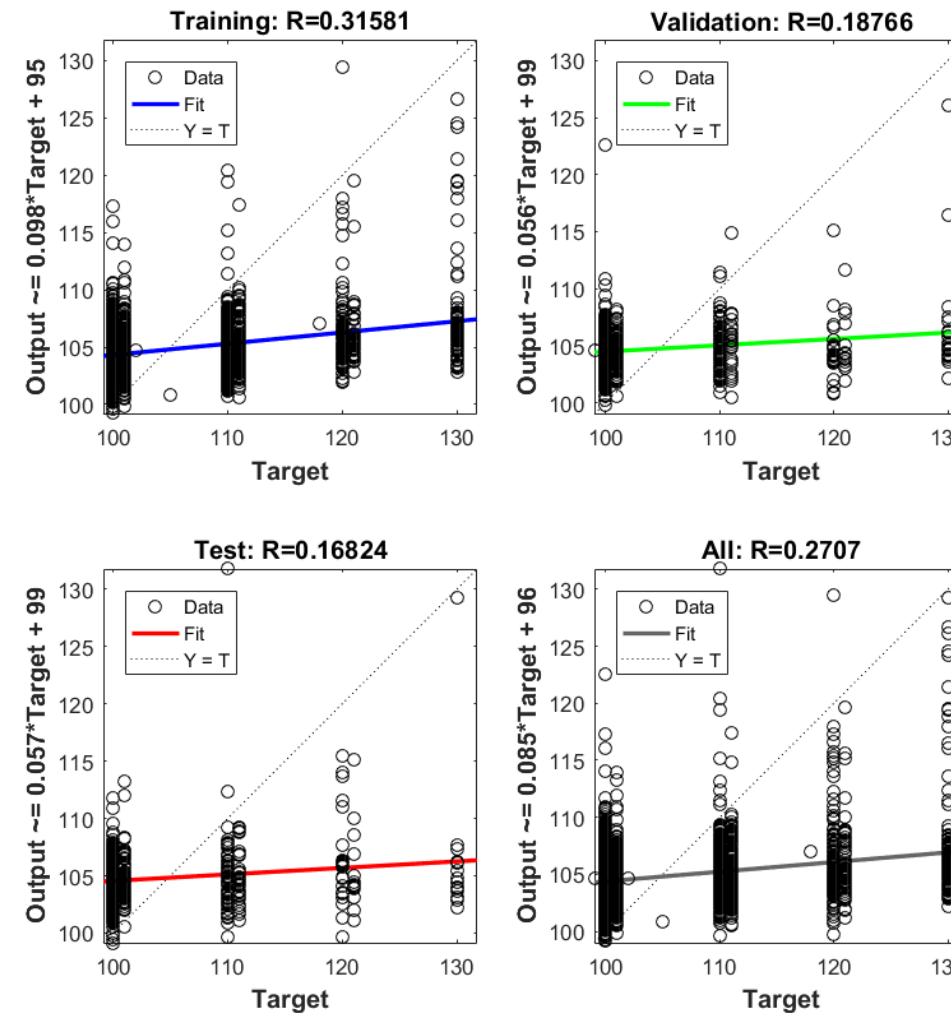 Training: R=0.31581
Output ~= 0.098*Target + 95
130
125
120
115
110
105
100
Data
Fit
Y = T
100 110 120 130
Target
Validation: R=0.18766
Output ~= 0.056*Target + 99
130
125
120
115
110
105
100
Data
Fit
Y = T
100 110 120
Target
Test: R=0.16824
Output ~= 0.057*Target + 99
130
125
120
115
110
105
100
Data
Fit
Y = T
100 110 120 130
Target
All: R=0.2707
Output ~= 0.085*Target + 96
130
125
120
115
110
105
100
Data
Fit
Y = T
100 110 120
Target